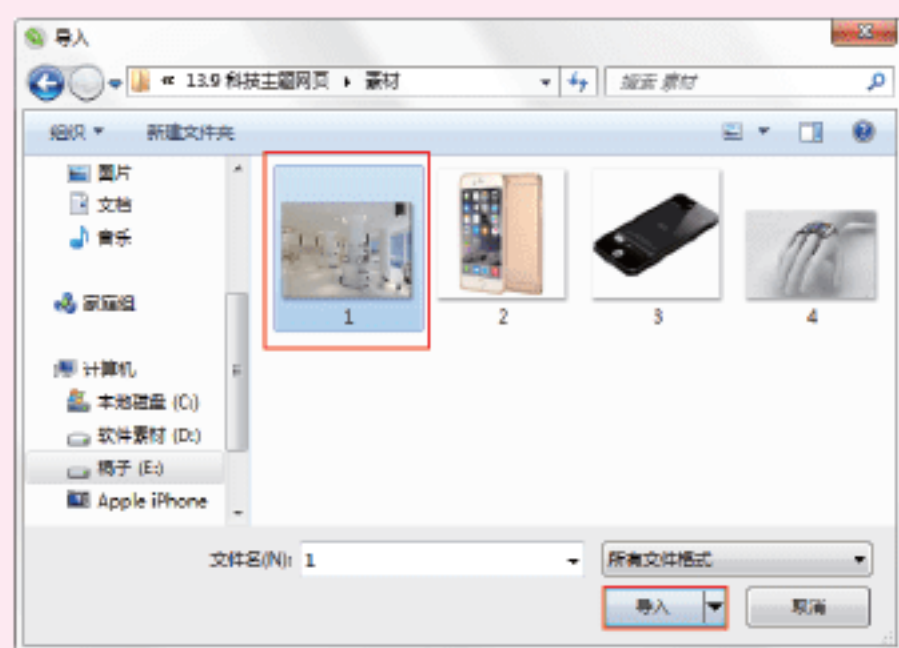 导入
« 13.9 科技主题网页 ▸ 素材
搜索 素材
组织
新建文件夹
图片
文档
音乐
家庭组
计算机
本地磁盘 (C:)
软件素材 (D:)
稿子 (E:)
Apple iPhone
1
2
3
4
文件名(N): 1
所有文件格式
导入
取消